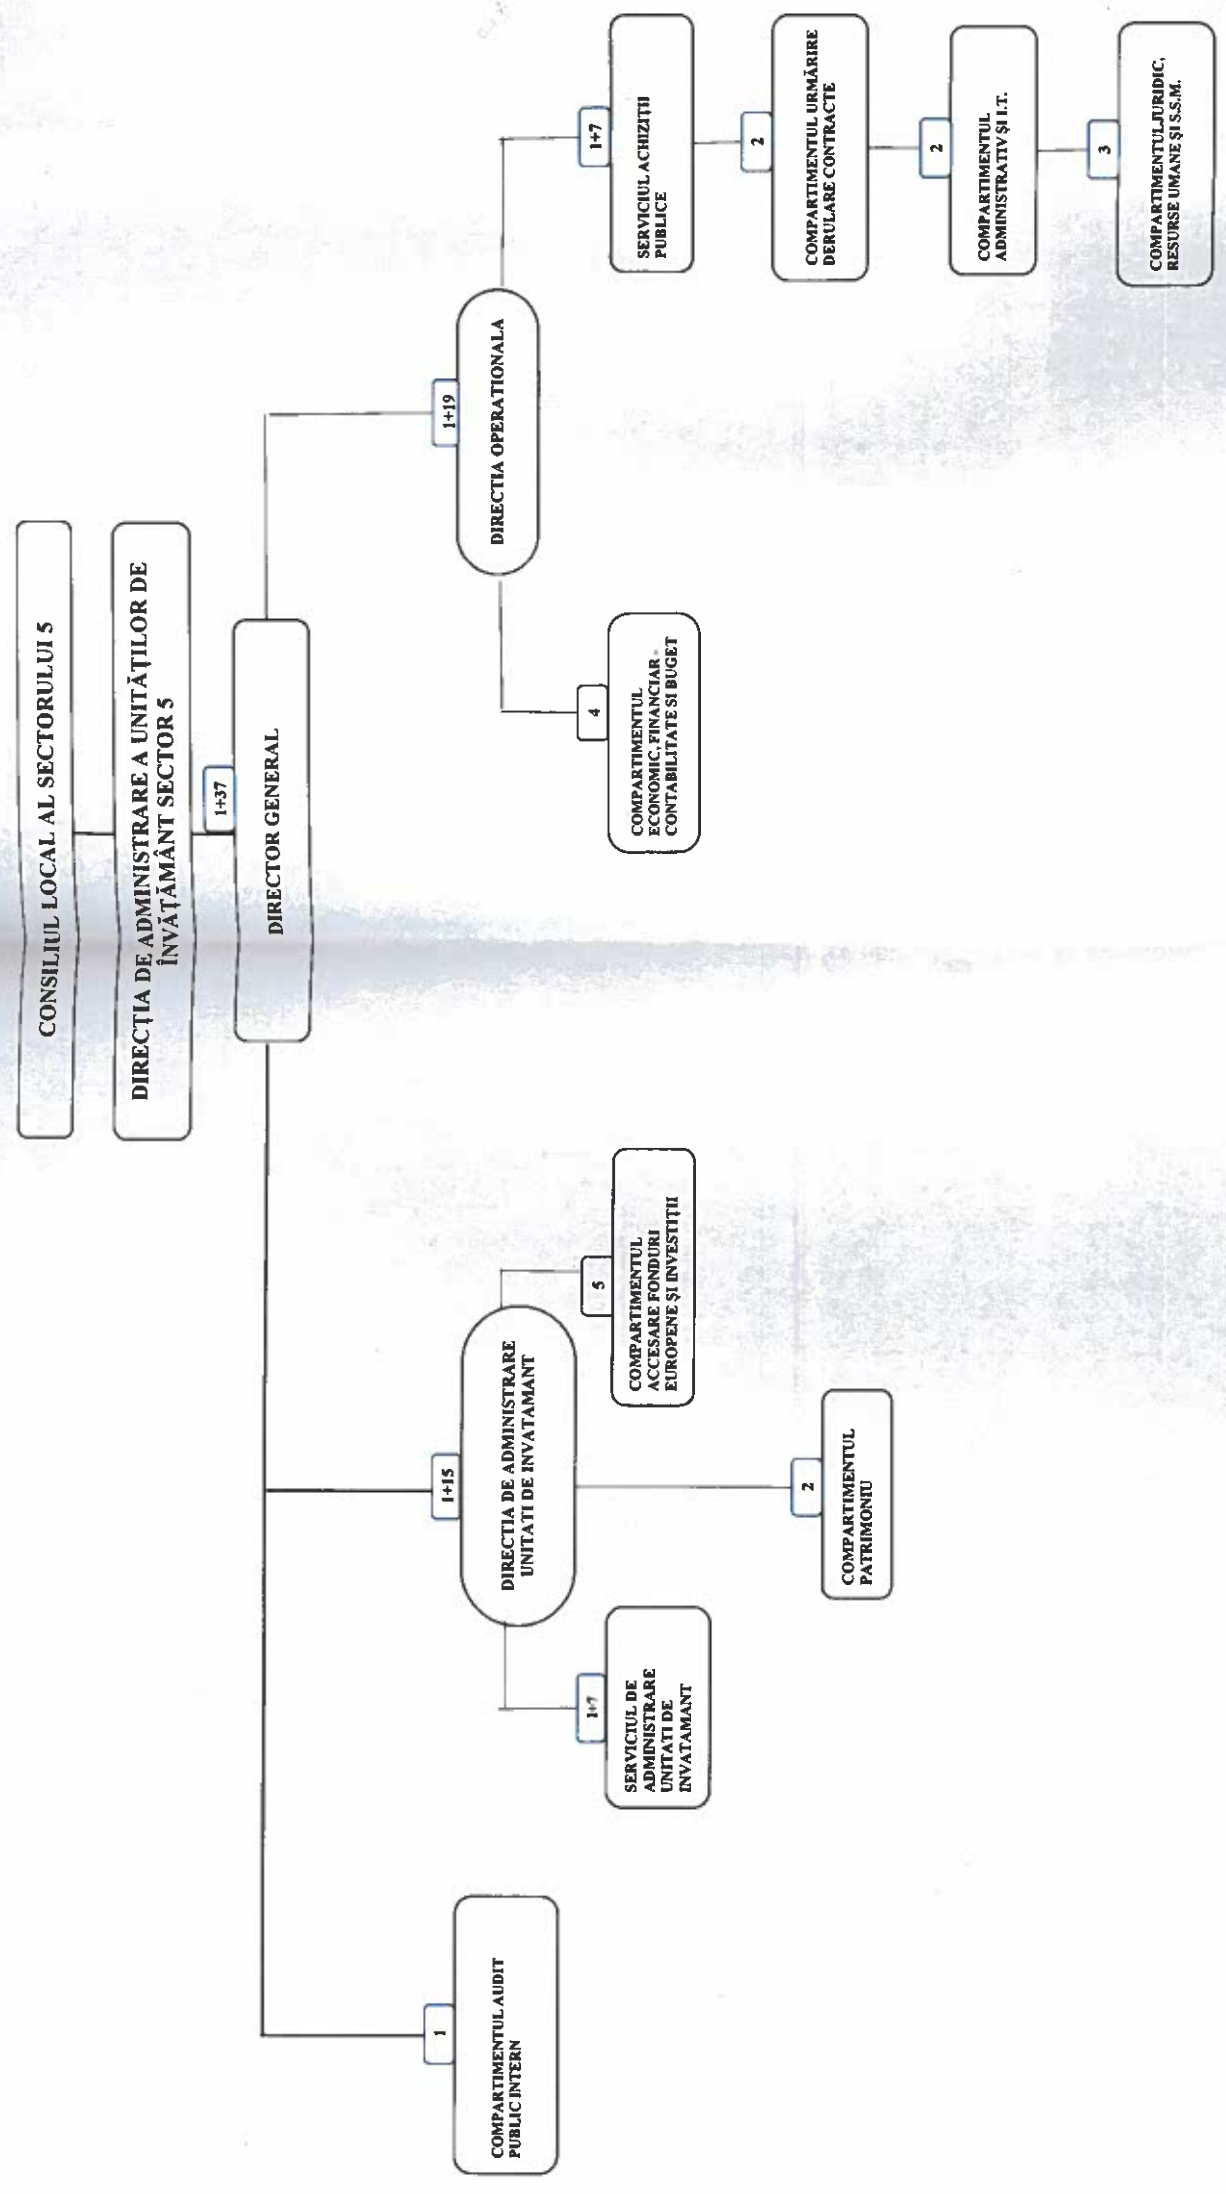 CONSILIUL LOCAL AL SECTORULUI 5
DIRECȚIA DE ADMINISTRARE A UNITĂȚILOR DE
ÎNVĂȚĂMÂNT SECTOR 5
1+37
DIRECTOR GENERAL
1
COMPARTIMENTUL AUDIT
PUBLIC INTERN
1+15
DIRECTIA DE ADMINISTRARE
UNITATI DE INVATAMANT
1+7
SERVICIUL DE
ADMINISTRARE
UNITATI DE
INVATAMANT
2
COMPARTIMENTUL
PATRIMONIU
5
COMPARTIMENTUL
ACCESARE FONDURI
EUROPENE ȘI INVESTIȚII
1+19
DIRECTIA OPERATIONALA
4
COMPARTIMENTUL
ECONOMIC, FINANCIAR -
CONTABILITATE SI BUGET
1+7
SERVICIUL ACHIZIȚII
PUBLICE
2
COMPARTIMENTUL URMĂRIRE
DERULARE CONTRACTE
2
COMPARTIMENTUL
ADMINISTRATIV ȘI I.T.
3
COMPARTIMENTUL JURIDIC,
RESURSE UMANE ȘI S.S.M.